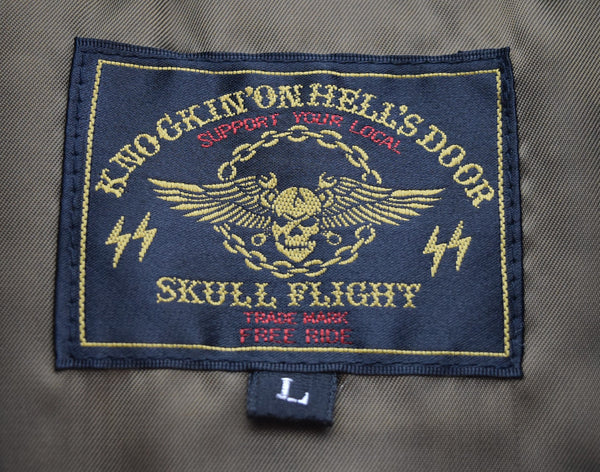 KNOCKIN'ON HELL'S DOOR
SUPPORT YOUR LOCAL
SKULL FLIGHT
TRADE MARK
FREE RIDE
L